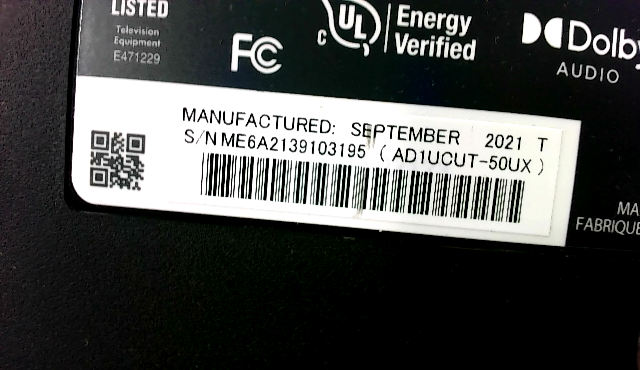 LISTED
Television
Equipment
E471229
FC
c UL
Energy
Verified
Dolby
AUDIO
MANUFACTURED: SEPTEMBER 2021 T
S/N ME6A2139103195 ( AD1UCUT-50UX )
MA
FABRIQUE